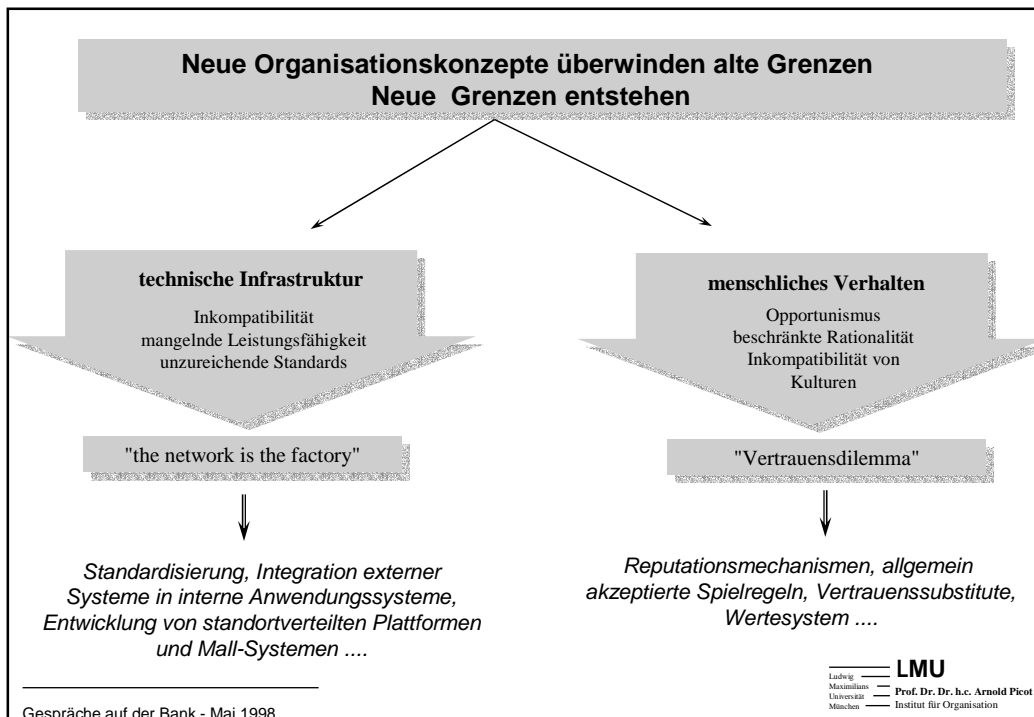 Neue Organisationskonzepte überwinden alte Grenzen
Neue Grenzen entstehen
technische Infrastruktur
Inkompatibilität
mangelnde Leistungsfähigkeit
unzureichende Standards
"the network is the factory"
Standardisierung, Integration externer
Systeme in interne Anwendungssysteme,
Entwicklung von standortverteilten Plattformen
und Mall-Systemen ....
menschliches Verhalten
Opportunismus
beschränkte Rationalität
Inkompatibilität von
Kulturen
"Vertrauensdilemma"
Reputationsmechanismen, allgemein
akzeptierte Spielregeln, Vertrauenssubstitute,
Wertesystem ....
Gespräche auf der Bank - Mai 1998
Ludwig
Maximilians
Universität
München
LMU
Prof. Dr. Dr. h.c. Arnold Picot
Institut für Organisation